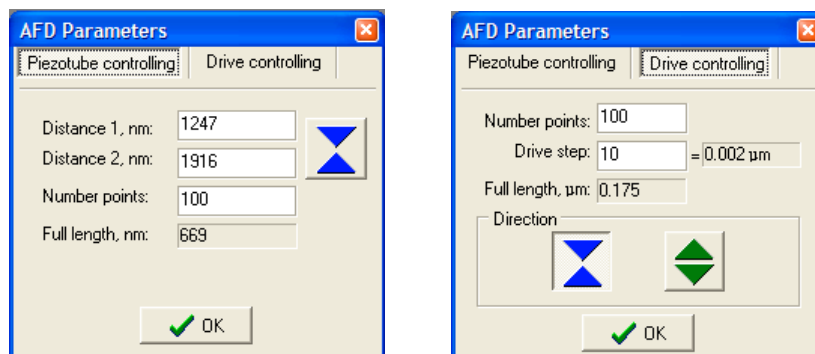 AFD Parameters
Piezotube controlling Drive controlling
Distance 1, nm: 1247
Distance 2, nm: 1916
Number points: 100
Full length, nm: 669
OK
AFD Parameters
Piezotube controlling Drive controlling
Number points: 100
Drive step: 10 = 0.002 µm
Full length, µm: 0.175
Direction
OK